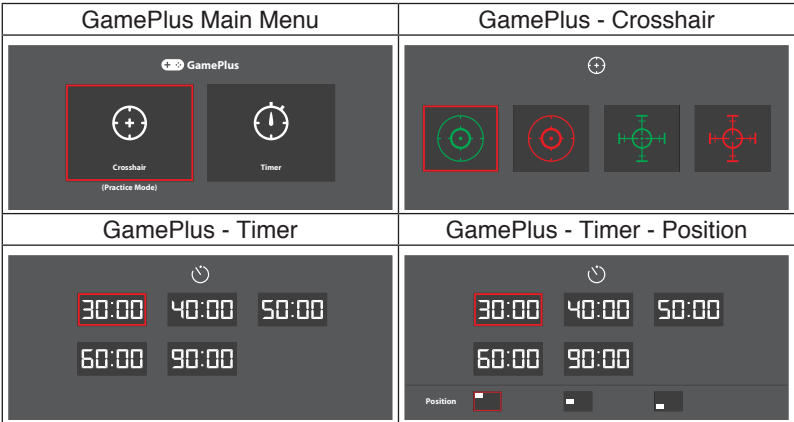 GamePlus Main Menu
GamePlus - Crosshair
GamePlus
Crosshair
Timer
(Practice Mode)
GamePlus - Timer
GamePlus - Timer - Position
30:00 40:00 50:00
60:00 90:00
30:00 40:00 50:00
60:00 90:00
Position